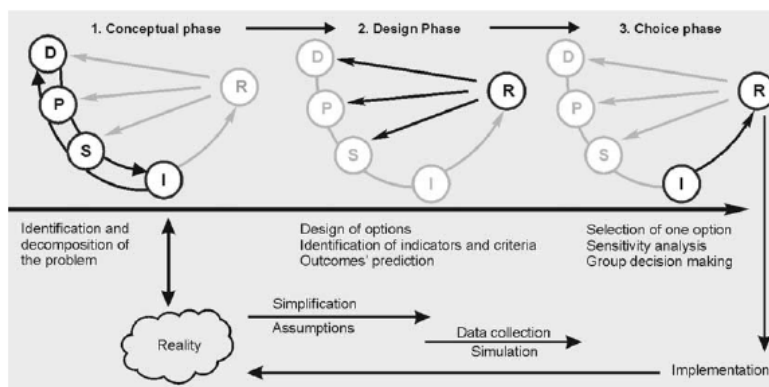 1. Conceptual phase
2. Design Phase
3. Choice phase
D
P
S
I
R
D
P
S
I
R
D
P
S
I
R
Identification and
decomposition of
the problem
Design of options
Identification of indicators and criteria
Outcomes' prediction
Selection of one option
Sensitivity analysis
Group decision making
Simplification
Assumptions
Data collection
Simulation
Reality
Implementation